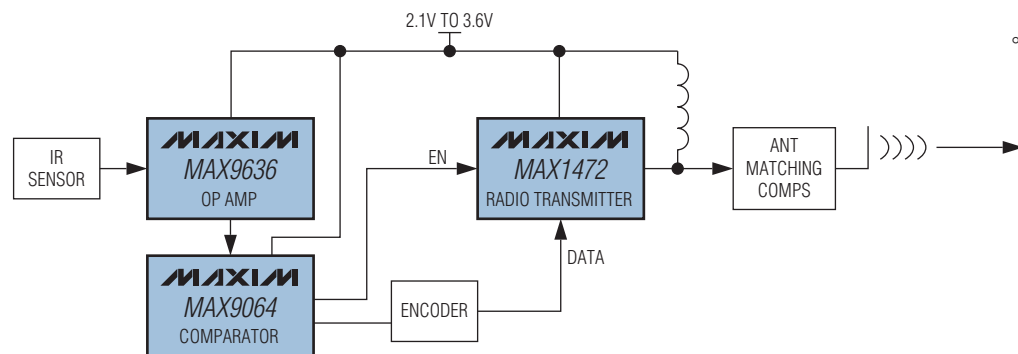 2.1V TO 3.6V
IR
SENSOR
MAXIM
MAX9636
OP AMP
EN
MAXIM
MAX1472
RADIO TRANSMITTER
ANT
MATCHING
COMPS
MAXIM
MAX9064
COMPARATOR
ENCODER
DATA